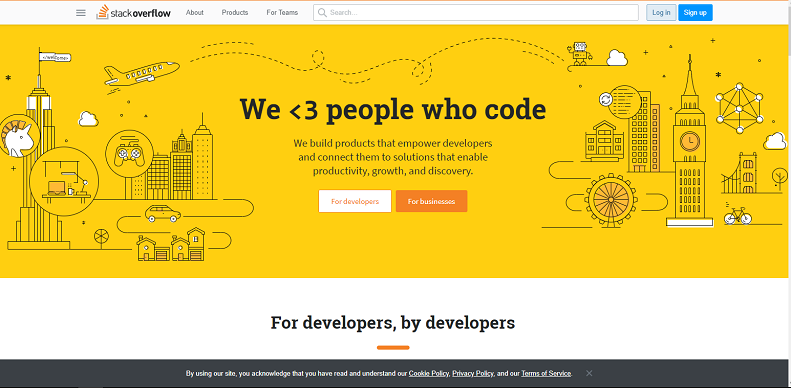 stackoverflow
About
Products
For Teams
Search...
Log in
Sign up
We <3 people who code
We build products that empower developers
and connect them to solutions that enable
productivity, growth, and discovery.
For developers
For businesses
For developers, by developers
By using our site, you acknowledge that you have read and understand our Cookie Policy, Privacy Policy, and our Terms of Service.